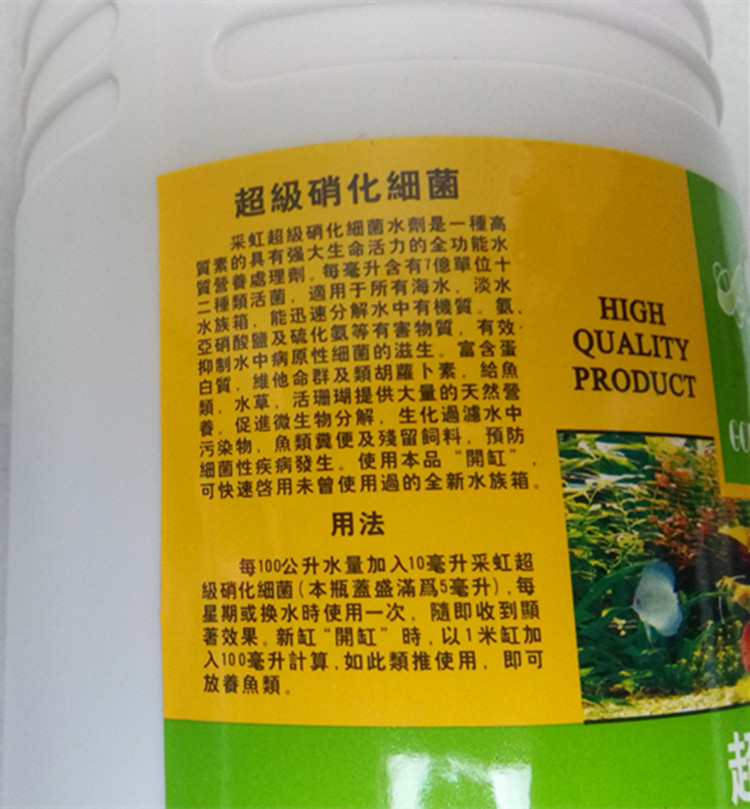 超級硝化細菌
采虹超級硝化細菌水劑是一種高
質素的具有强大生命活力的全功能水
質營養處理劑。每毫升含有7億單位十
二種類活菌，適用于所有海水、淡水
水族箱，能迅速分解水中有機質。氨、
亞硝酸鹽及硫化氨等有害物質，有效
抑制水中病原性細菌的滋生。富含蛋
白質，維他命群及類胡蘿卜素，給魚
類，水草，活珊瑚提供大量的天然營
養。促進微生物分解，生化過濾水中
污染物，魚類糞便及殘留飼料，預防
細菌性疾病發生。使用本品“開缸”，
可快速啓用未曾使用過的全新水族箱。
用法
每100公升水量加入10毫升采虹超
級硝化細菌(本瓶蓋盛滿爲5毫升)，每
星期或换水時使用一次，隨即收到顯
著效果。新缸“開缸”時，以1米缸加
入100毫升計算，如此類推使用，即可
放養魚類。
HIGH
QUALITY
PRODUCT
超